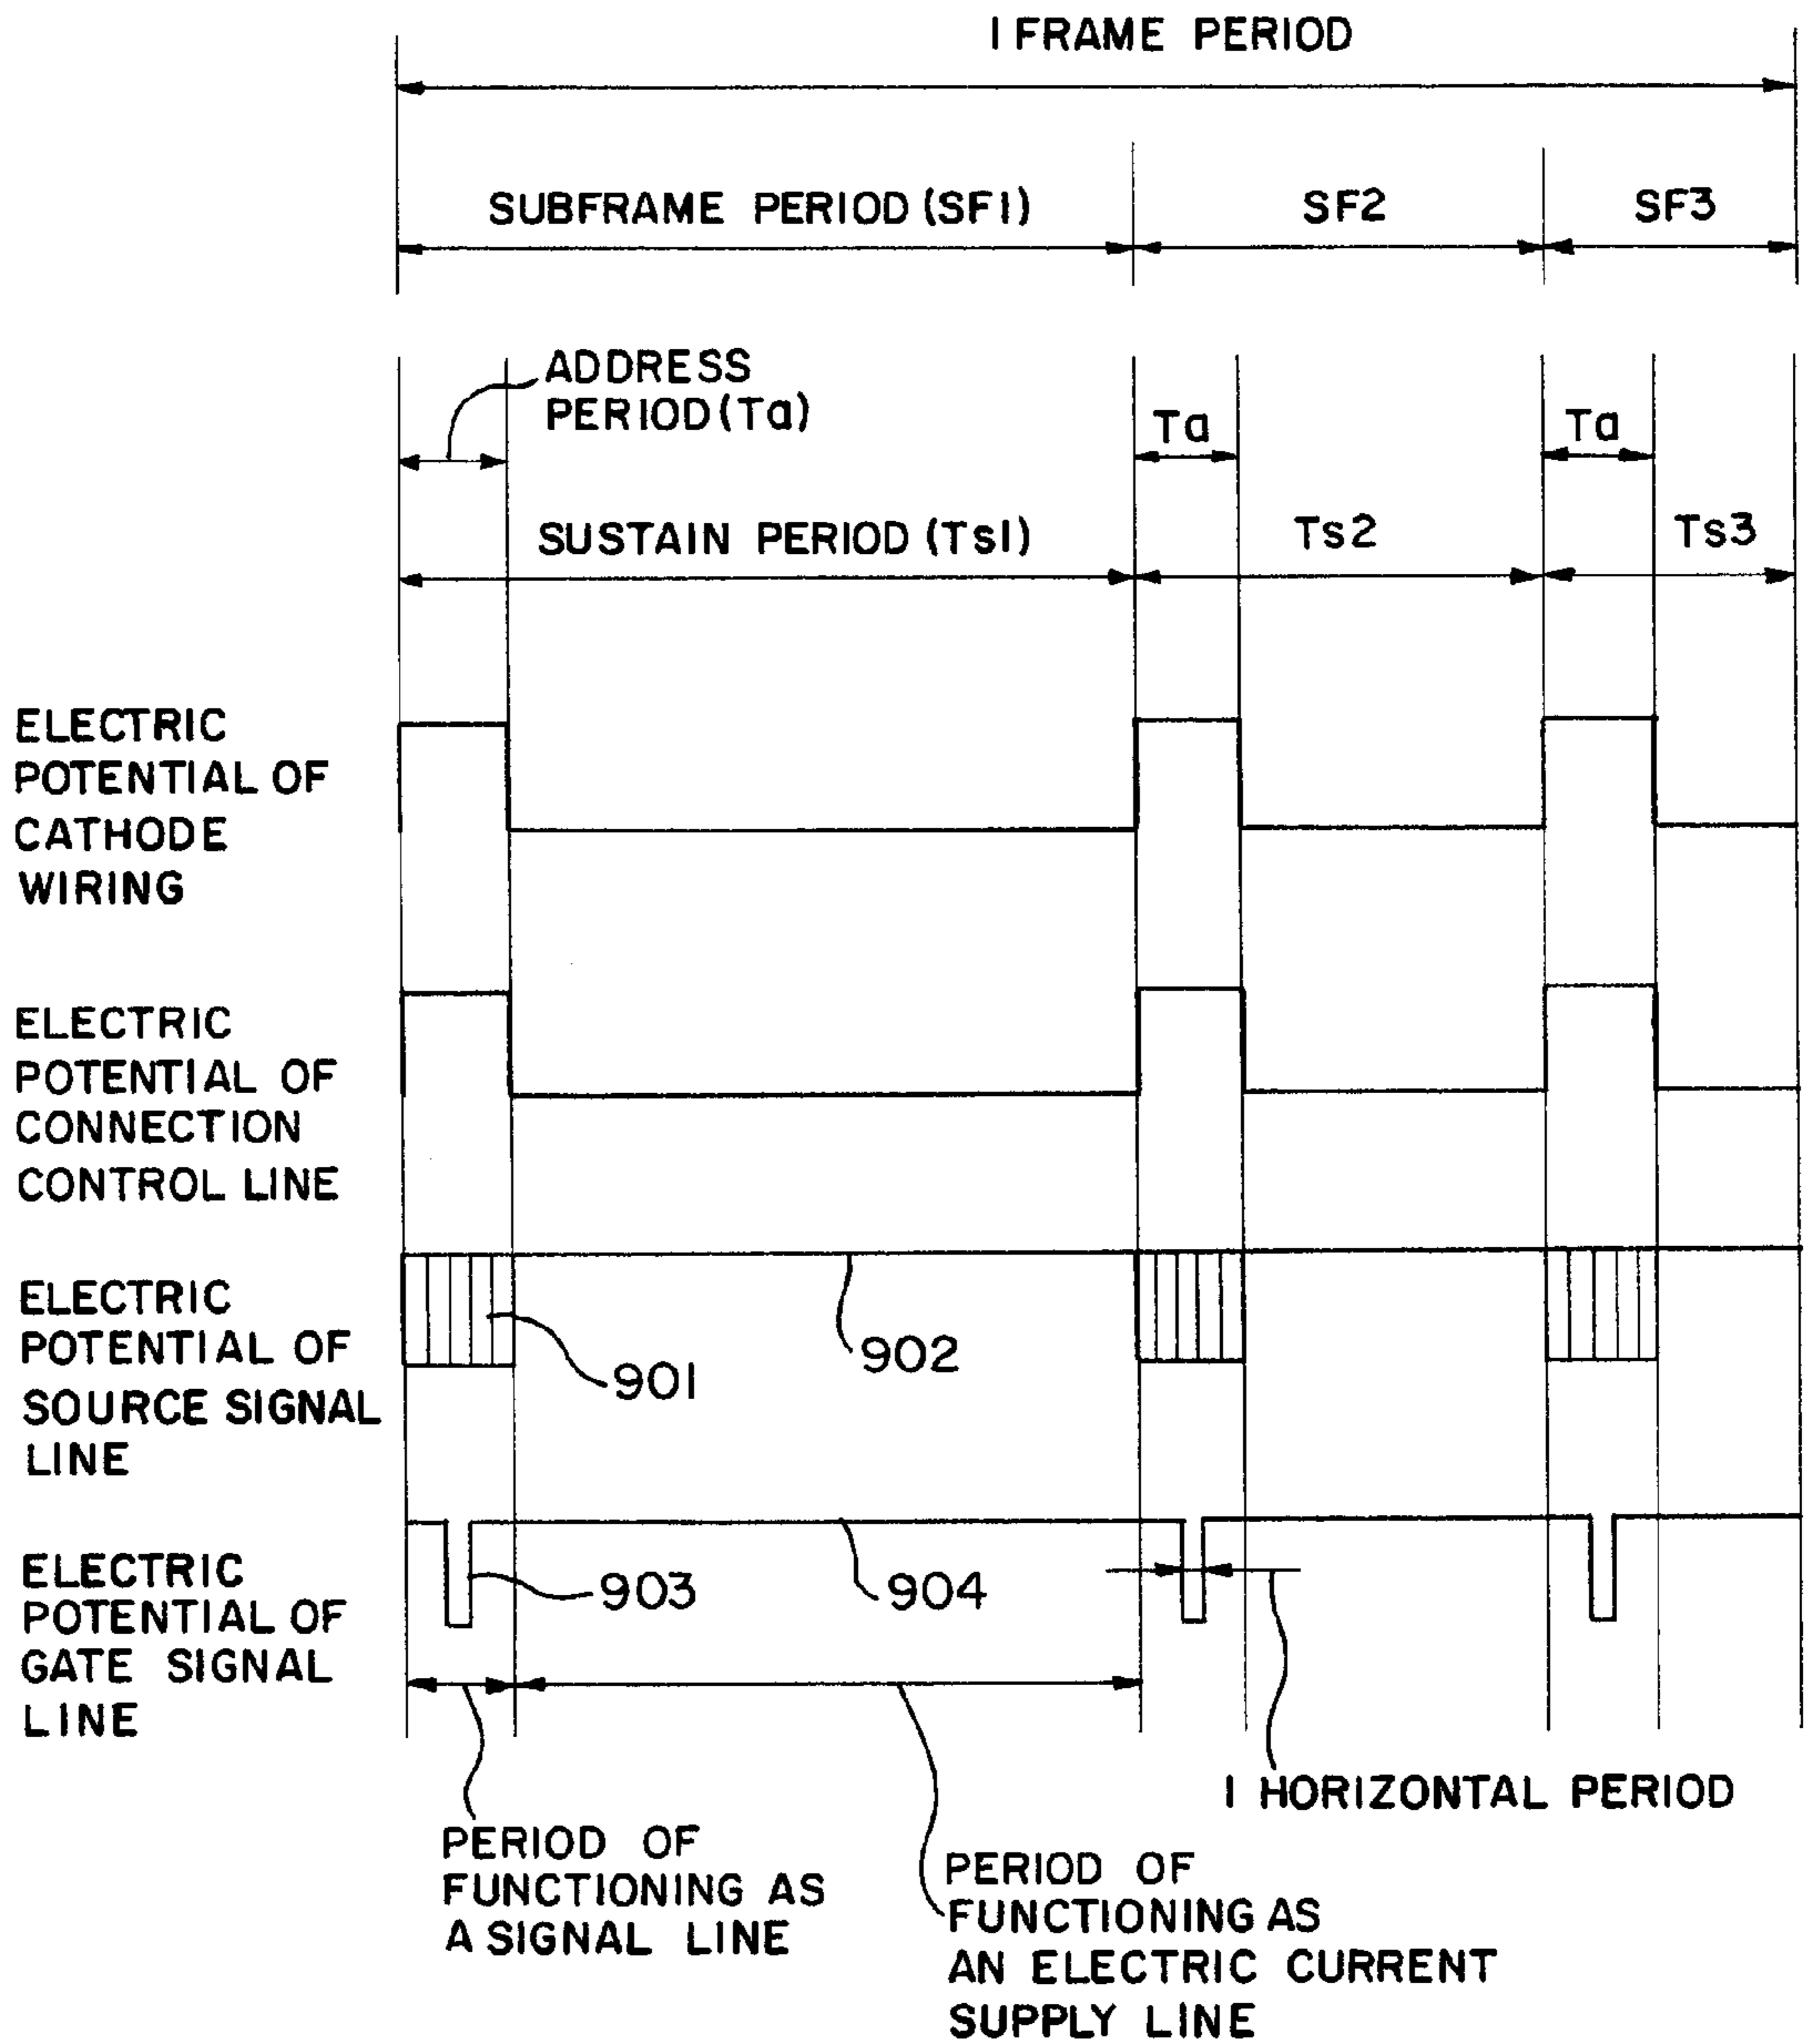 1 FRAME PERIOD
SUBFRAME PERIOD (SF1)
SF2
SF3
ADDRESS
PERIOD (Ta)
Ta
Ta
SUSTAIN PERIOD (Ts1)
Ts2
Ts3
ELECTRIC
POTENTIAL OF
CATHODE
WIRING
ELECTRIC
POTENTIAL OF
CONNECTION
CONTROL LINE
ELECTRIC
POTENTIAL OF
SOURCE SIGNAL
LINE
901
902
ELECTRIC
POTENTIAL OF
GATE SIGNAL
LINE
903
904
1 HORIZONTAL PERIOD
PERIOD OF
FUNCTIONING AS
A SIGNAL LINE
PERIOD OF
FUNCTIONING AS
AN ELECTRIC CURRENT
SUPPLY LINE